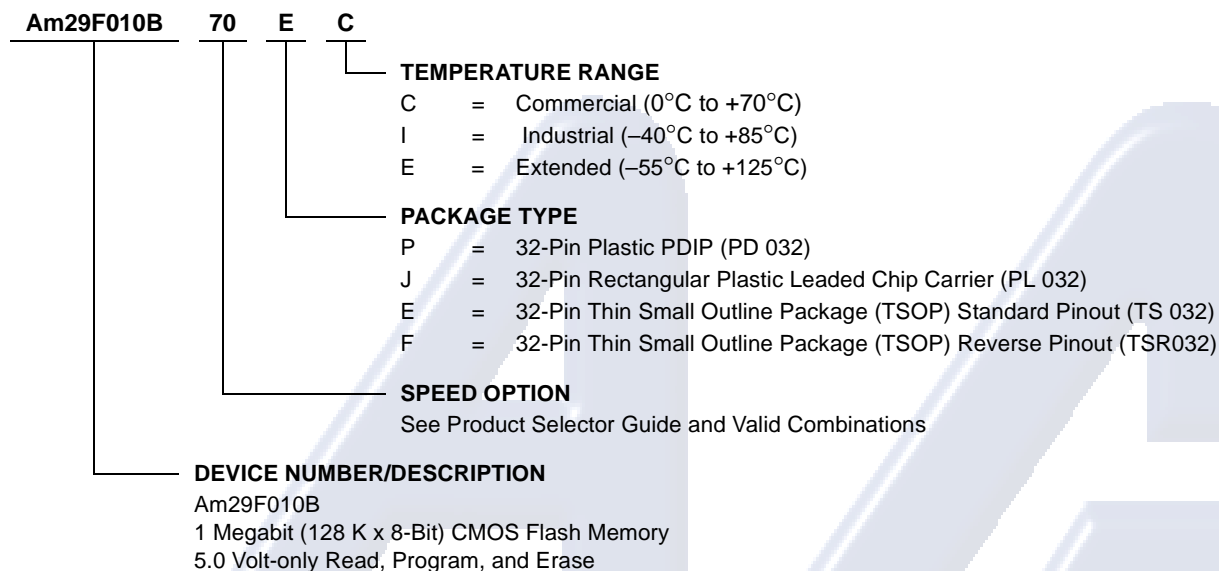 Am29F010B 70 E C
TEMPERATURE RANGE
C = Commercial (0°C to +70°C)
I = Industrial (–40°C to +85°C)
E = Extended (–55°C to +125°C)
PACKAGE TYPE
P = 32-Pin Plastic PDIP (PD 032)
J = 32-Pin Rectangular Plastic Leaded Chip Carrier (PL 032)
E = 32-Pin Thin Small Outline Package (TSOP) Standard Pinout (TS 032)
F = 32-Pin Thin Small Outline Package (TSOP) Reverse Pinout (TSR032)
SPEED OPTION
See Product Selector Guide and Valid Combinations
DEVICE NUMBER/DESCRIPTION
Am29F010B
1 Megabit (128 K x 8-Bit) CMOS Flash Memory
5.0 Volt-only Read, Program, and Erase